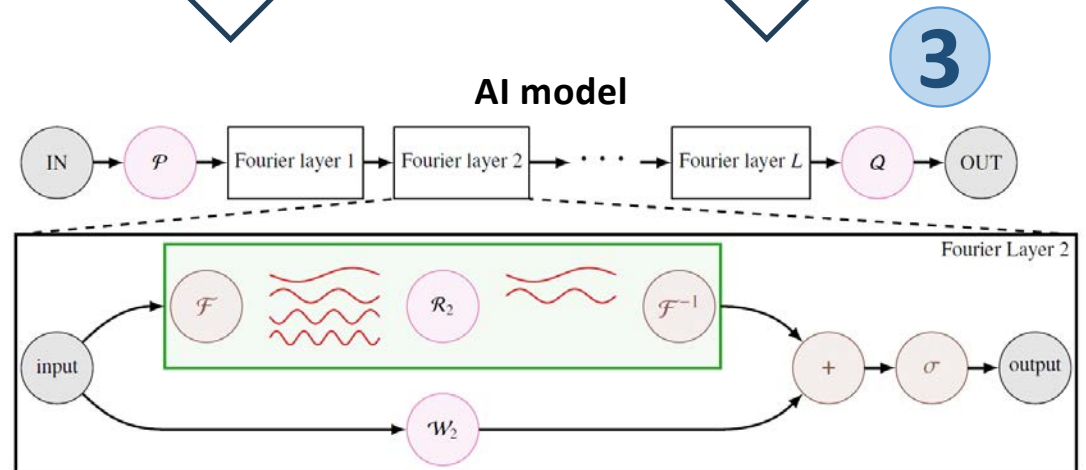 3
AI model
IN
𝒫
Fourier layer 1
Fourier layer 2
· · ·
Fourier layer L
𝒬
OUT
Fourier Layer 2
input
ℱ
ℛ₂
ℱ⁻¹
𝒲₂
+
σ
output